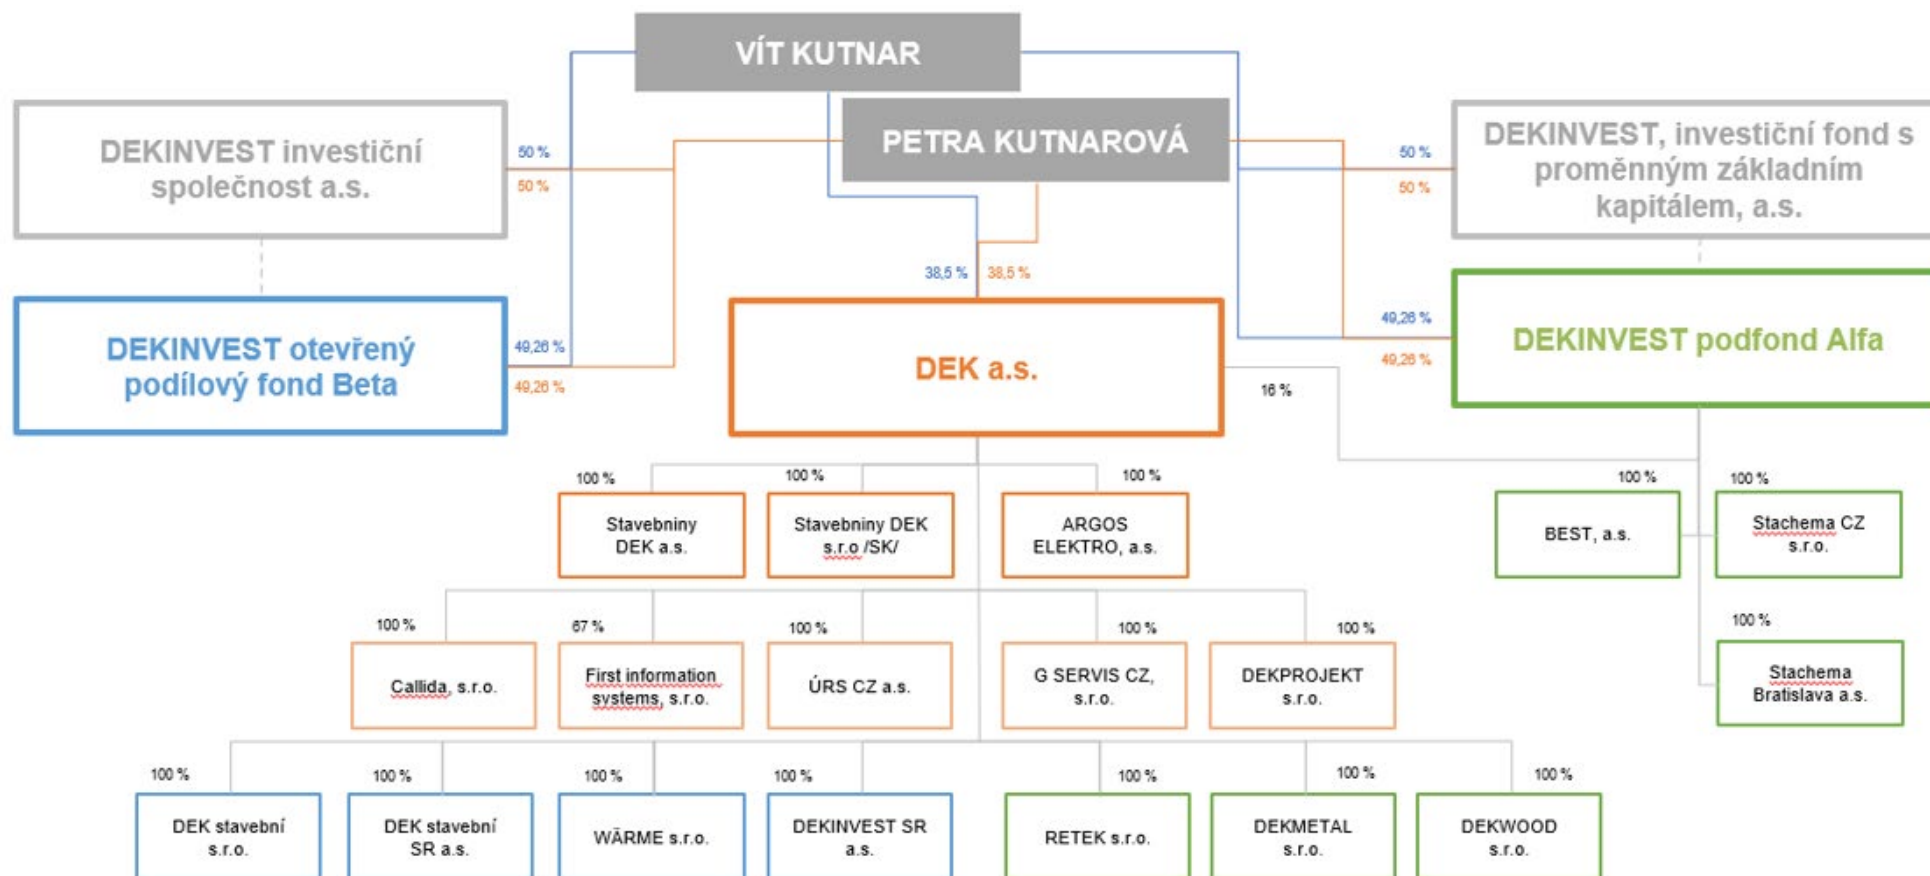 VÍT KUTNAR
PETRA KUTNAROVÁ
DEKINVEST investiční
společnost a.s.
50 %
50 %
50 %
50 %
DEKINVEST, investiční fond s
proměnným základním
kapitálem, a.s.
38,5 %
38,5 %
DEKINVEST otevřený
podílový fond Beta
49,26 %
49,26 %
DEK a.s.
16 %
49,26 %
49,26 %
DEKINVEST podfond Alfa
100 %
100 %
100 %
100 %
100 %
Stavebniny
DEK a.s.
Stavebniny DEK
s.r.o /SK/
ARGOS
ELEKTRO, a.s.
BEST, a.s.
Stachema CZ
s.r.o.
100 %
67 %
100 %
100 %
100 %
100 %
Callida, s.r.o.
First information
systems, s.r.o.
ÚRS CZ a.s.
G SERVIS CZ,
s.r.o.
DEKPROJEKT
s.r.o.
Stachema
Bratislava a.s.
100 %
100 %
100 %
100 %
100 %
100 %
100 %
DEK stavební
s.r.o.
DEK stavební
SR a.s.
WÄRME s.r.o.
DEKINVEST SR
a.s.
RETEK s.r.o.
DEKMETAL
s.r.o.
DEKWOOD
s.r.o.